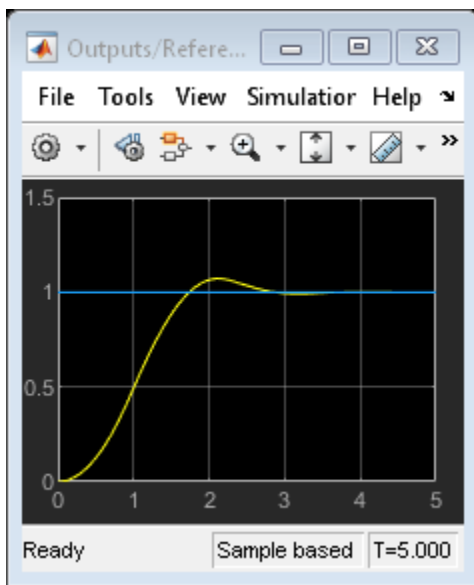 Outputs/Refere...
File Tools View Simulatior Help
1.5
1
0.5
0
0 1 2 3 4 5
Ready Sample based T=5.000